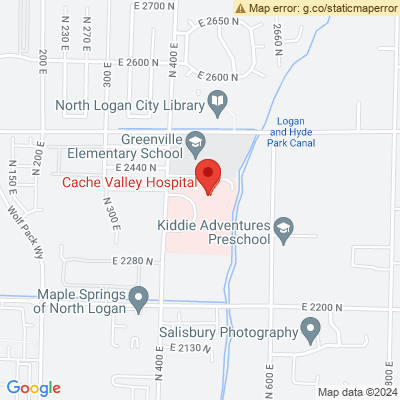 Map error: g.co/staticmaperror
E 2700 N
E 2650 N
N 230 E
N 270 E
2660 N
200 E
300 E
N 400 E
E 2600 N
E 2600 N
North Logan City Library
Logan
and Hyde
Park Canal
Greenville
Elementary School
N 200 E
E 2440 N
N 150 E
Cache Valley Hospital
N 300 E
Wolf Pack Wy
Kiddie Adventures
Preschool
E 2280 N
Maple Springs
of North Logan
E 2200 N
Salisbury Photography
N 400 E
E 2130 N
N 600 E
800 E
Google
Map data ©2024